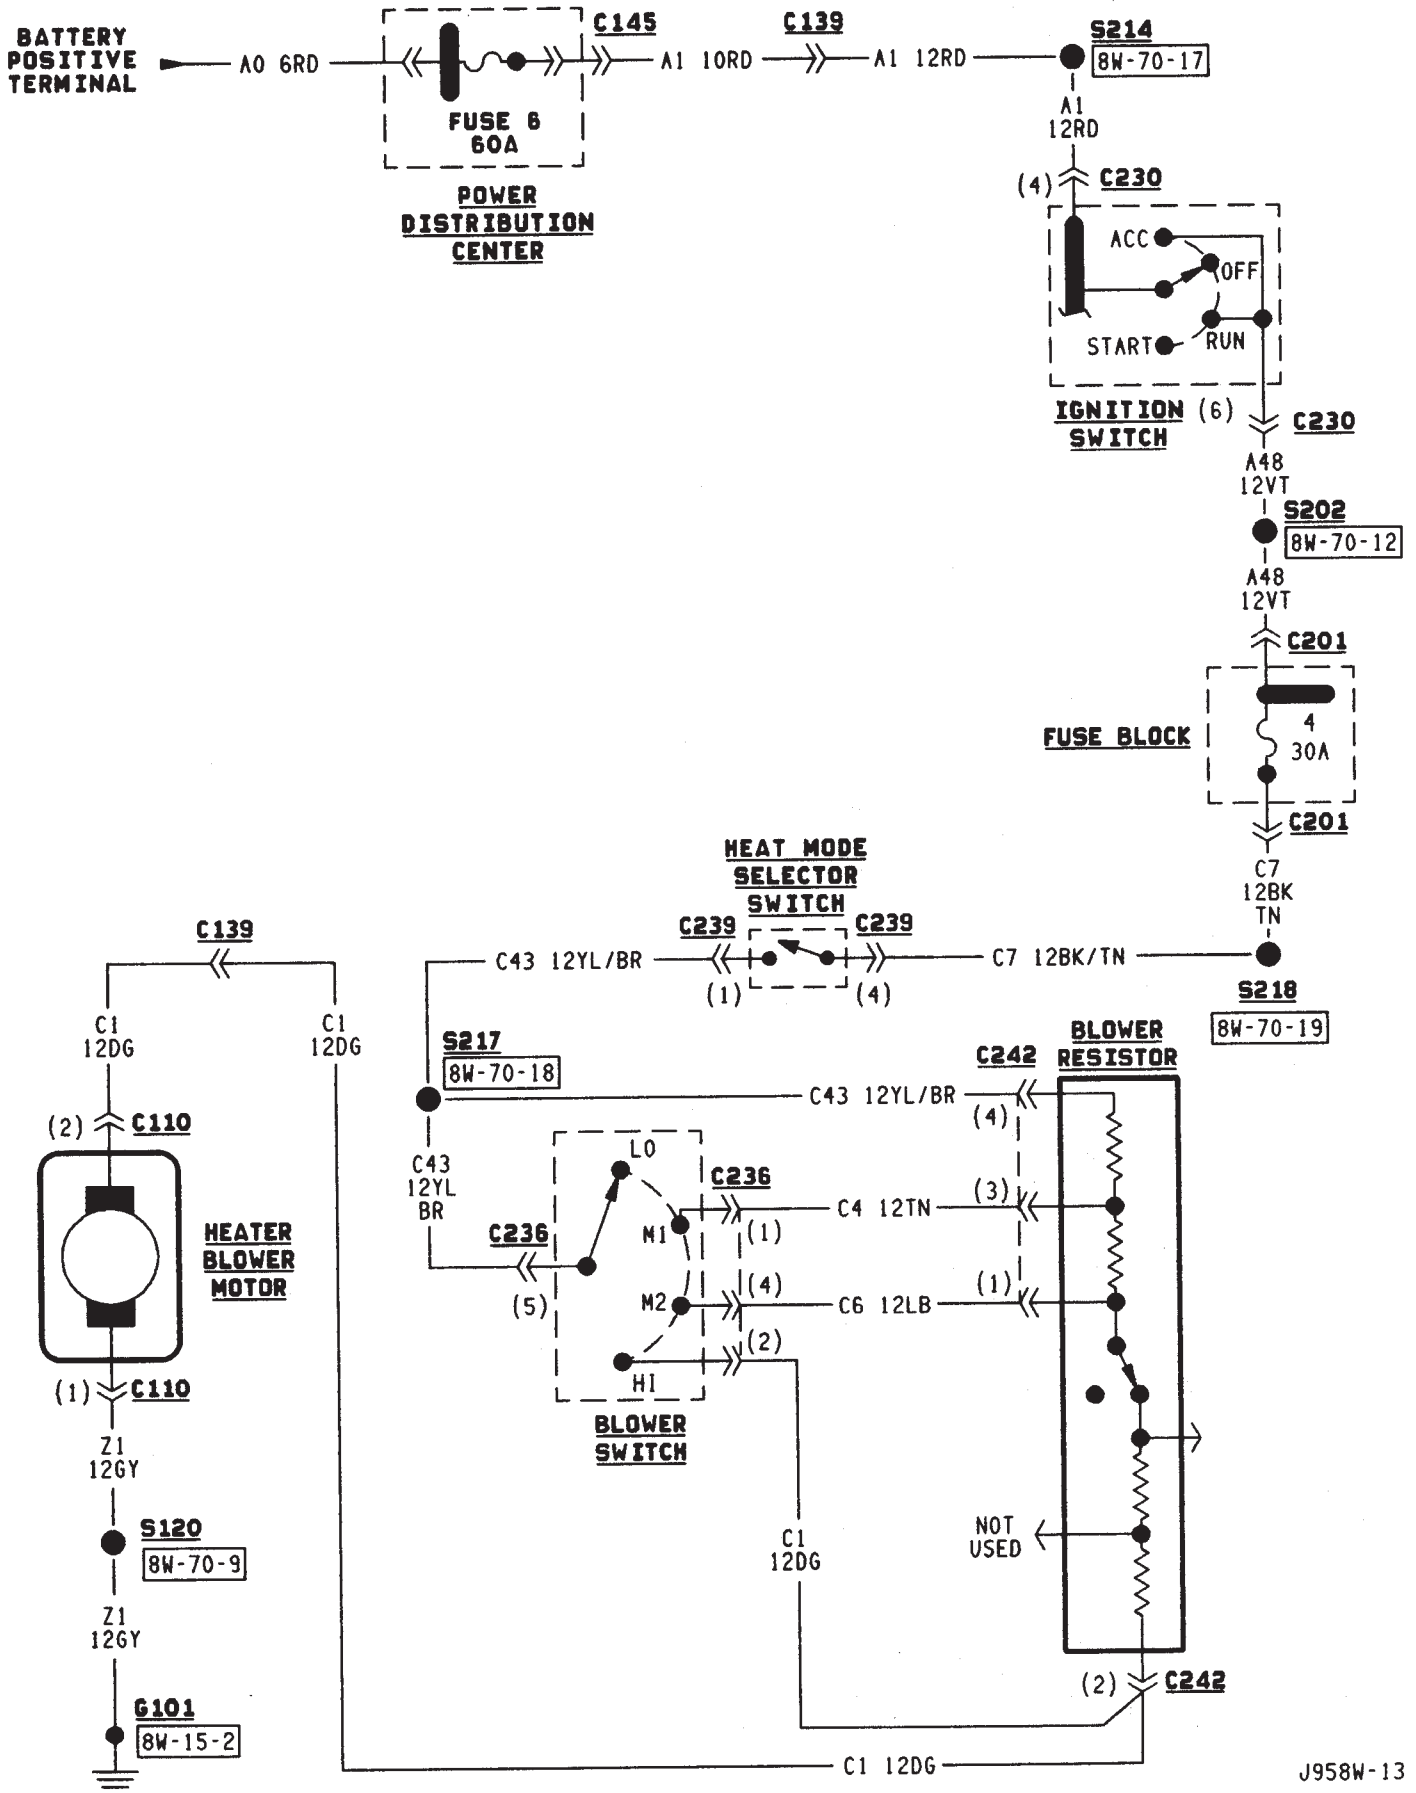 BATTERY
POSITIVE
TERMINAL
A0 6RD
FUSE 6
60A
POWER
DISTRIBUTION
CENTER
C145
A1 10RD
C139
A1 12RD
S214
8W-70-17
A1
12RD
(4)
C230
ACC
OFF
RUN
START
IGNITION
SWITCH
(6)
C230
A48
12VT
S202
8W-70-12
A48
12VT
C201
FUSE BLOCK
4
30A
C201
C7
12BK
TN
HEAT MODE
SELECTOR
SWITCH
C239
C239
C43 12YL/BR
(1)
(4)
C7 12BK/TN
S218
8W-70-19
C139
C1
12DG
C1
12DG
S217
8W-70-18
C242
BLOWER
RESISTOR
C43 12YL/BR
(4)
(2)
C110
C43
12YL
BR
LO
C236
C4 12TN
(3)
(1)
M1
C236
(5)
M2
(4)
C6 12LB
(1)
(2)
HI
BLOWER
SWITCH
HEATER
BLOWER
MOTOR
(1)
C110
Z1
12GY
S120
8W-70-9
Z1
12GY
G101
8W-15-2
C1
12DG
NOT
USED
(2)
C242
C1 12DG
J958W-13